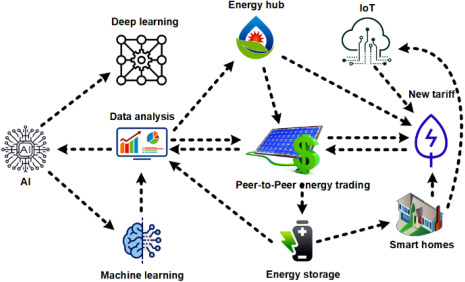 Energy hub
IoT
Deep learning
New tariff
Data analysis
AI
AI
Peer-to-Peer energy trading
Smart homes
Machine learning
Energy storage